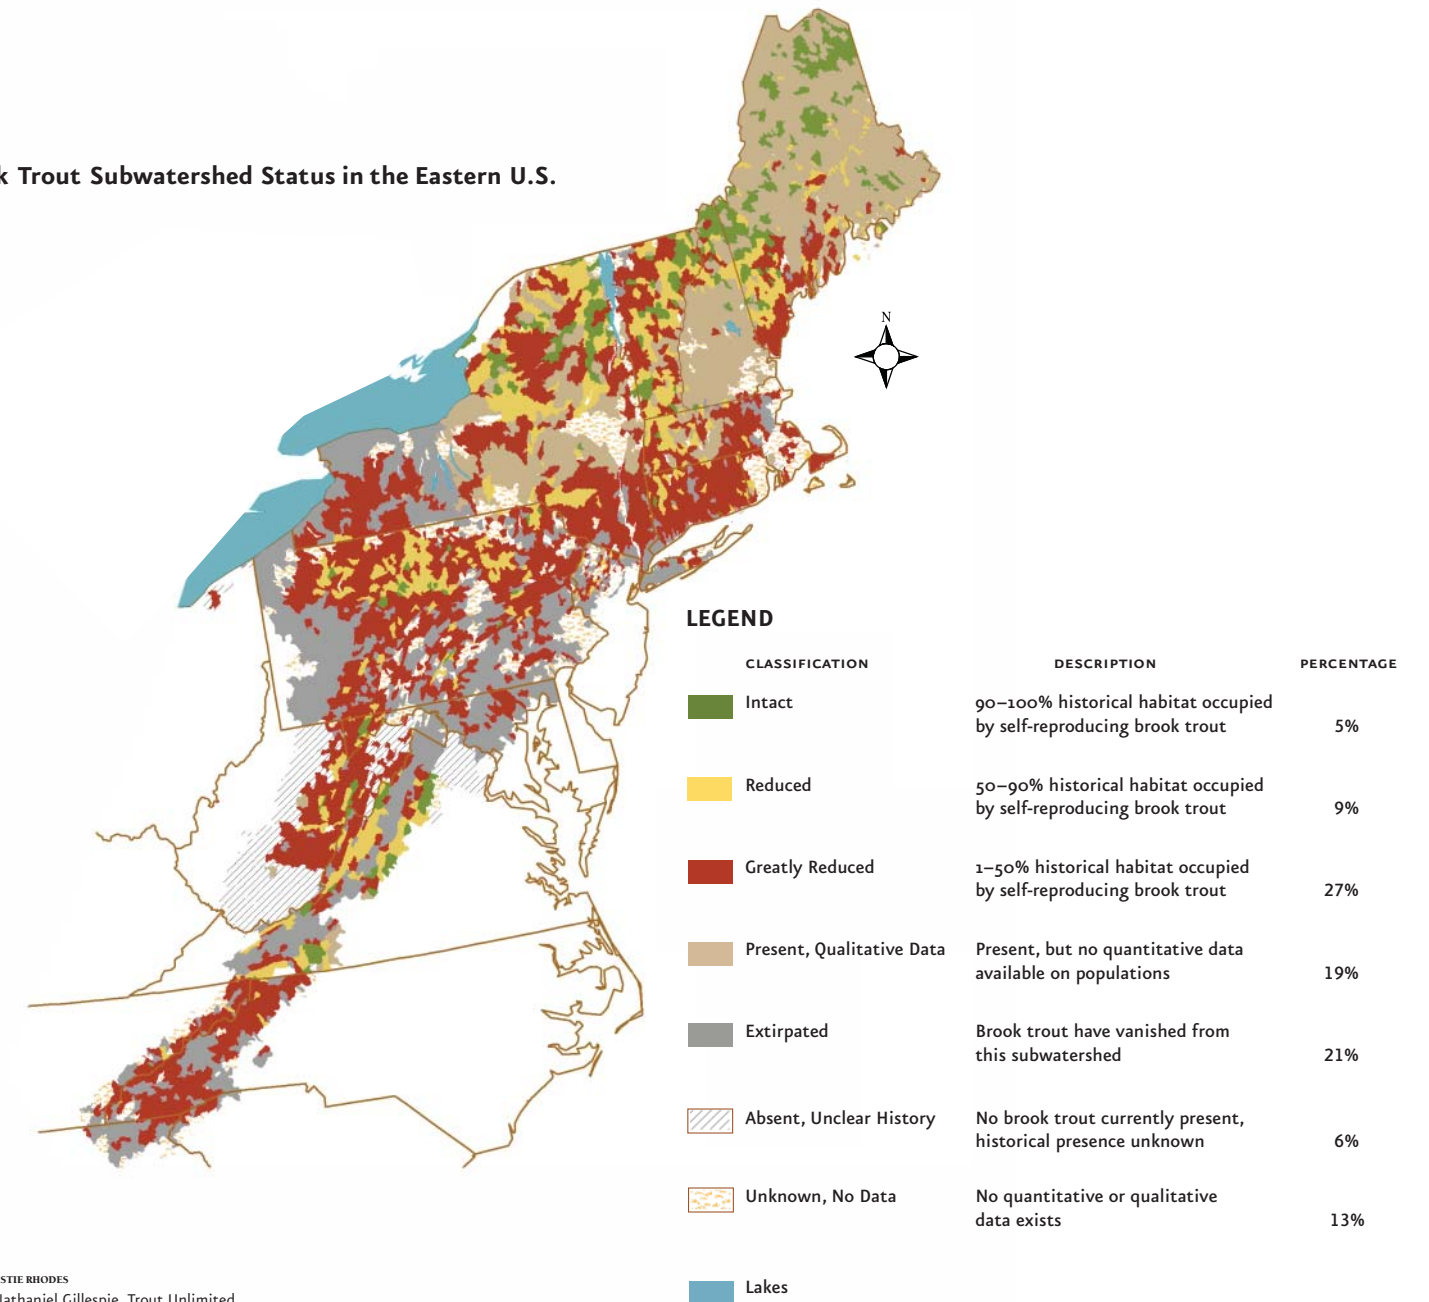 k Trout Subwatershed Status in the Eastern U.S.
N
LEGEND
CLASSIFICATION DESCRIPTION PERCENTAGE
Intact 90–100% historical habitat occupied
by self-reproducing brook trout 5%
Reduced 50–90% historical habitat occupied
by self-reproducing brook trout 9%
Greatly Reduced 1–50% historical habitat occupied
by self-reproducing brook trout 27%
Present, Qualitative Data Present, but no quantitative data
available on populations 19%
Extirpated Brook trout have vanished from
this subwatershed 21%
Absent, Unclear History No brook trout currently present,
historical presence unknown 6%
Unknown, No Data No quantitative or qualitative
data exists 13%
Lakes
STIE RHODES
Nathaniel Gillespie, Trout Unlimited